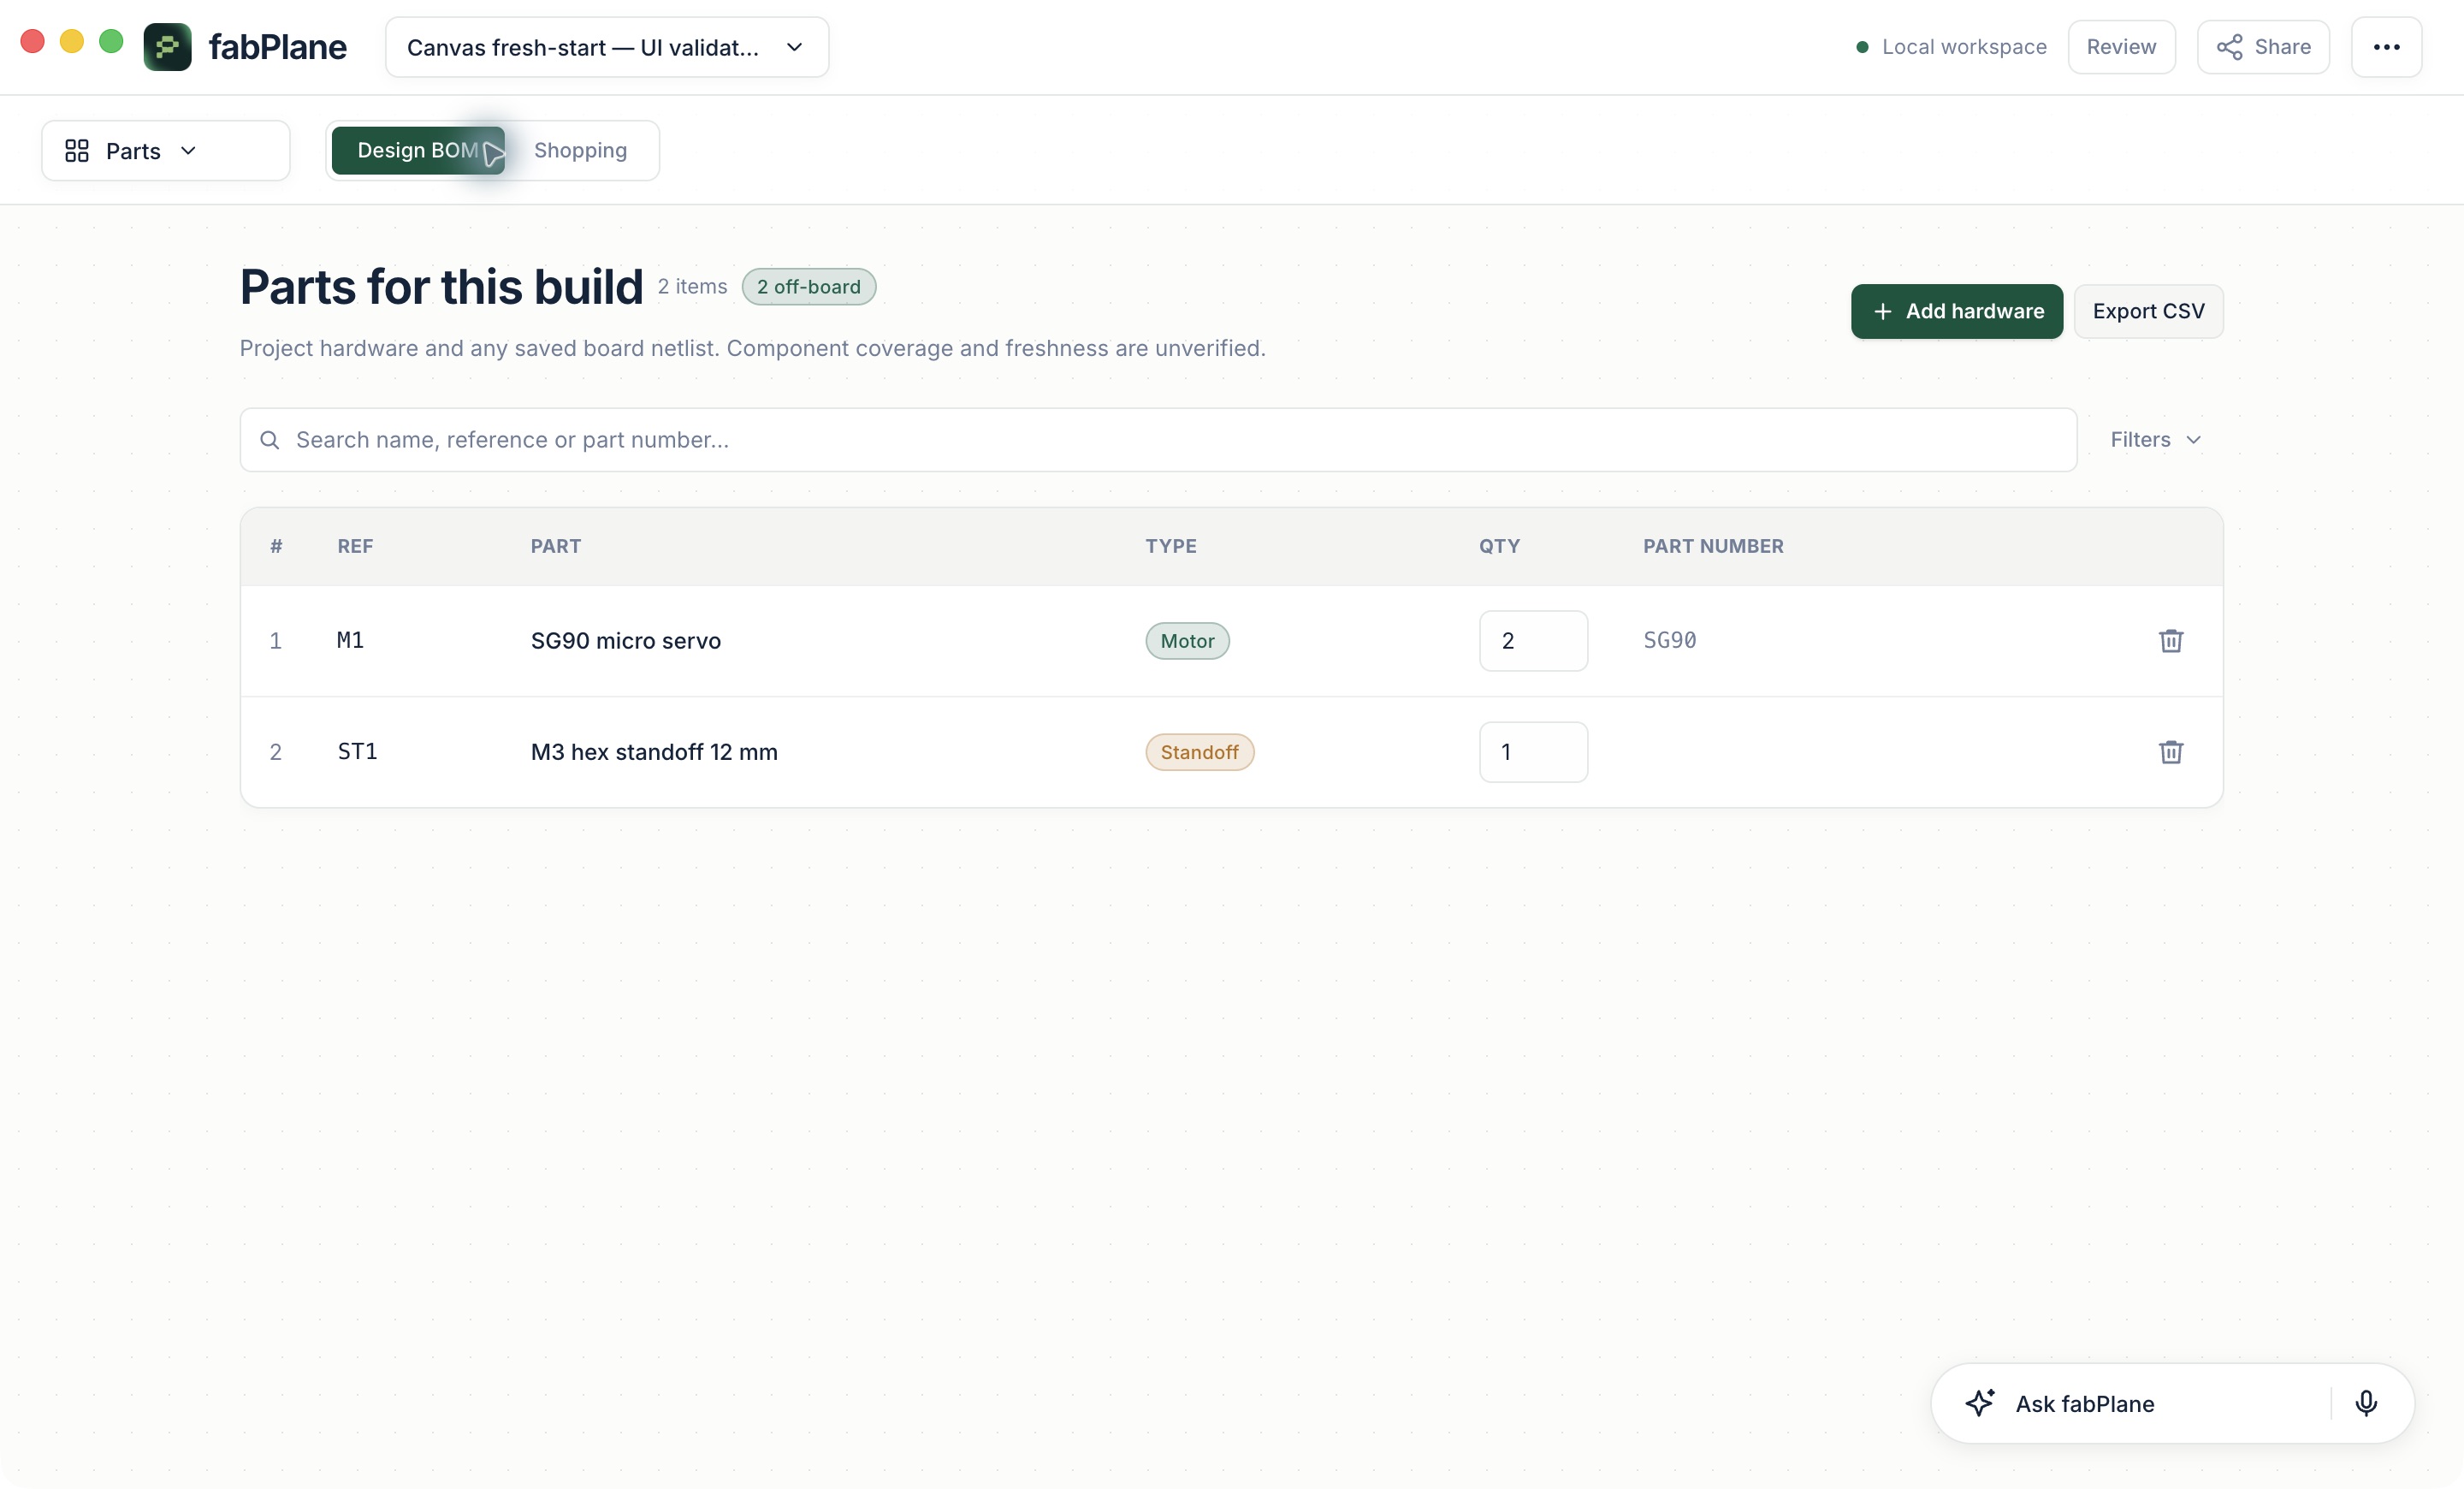 fabPlane
Canvas fresh-start — UI validat...
Local workspace
Review
Share
Parts
Design BOM
Shopping
Parts for this build
2 items
2 off-board
Project hardware and any saved board netlist. Component coverage and freshness are unverified.
+ Add hardware
Export CSV
Search name, reference or part number...
Filters
# REF PART TYPE QTY PART NUMBER
1 M1 SG90 micro servo Motor 2 SG90
2 ST1 M3 hex standoff 12 mm Standoff 1
Ask fabPlane